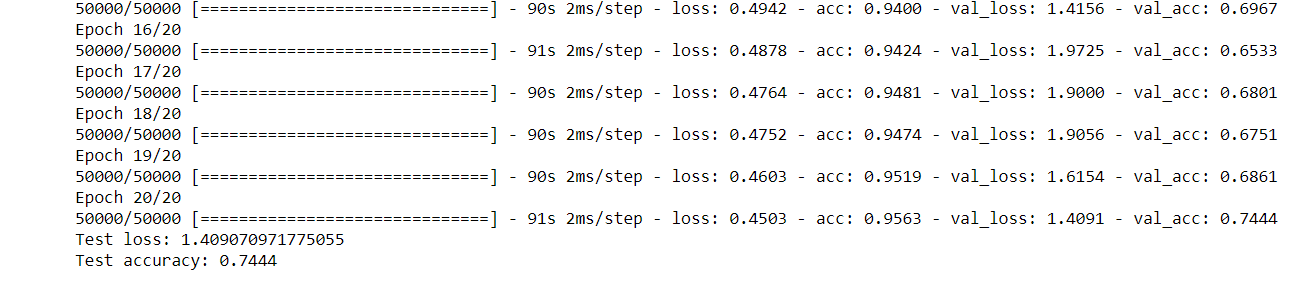 50000/50000 [==============================] - 90s 2ms/step - loss: 0.4942 - acc: 0.9400 - val_loss: 1.4156 - val_acc: 0.6967
Epoch 16/20
50000/50000 [==============================] - 91s 2ms/step - loss: 0.4878 - acc: 0.9424 - val_loss: 1.9725 - val_acc: 0.6533
Epoch 17/20
50000/50000 [==============================] - 90s 2ms/step - loss: 0.4764 - acc: 0.9481 - val_loss: 1.9000 - val_acc: 0.6801
Epoch 18/20
50000/50000 [==============================] - 90s 2ms/step - loss: 0.4752 - acc: 0.9474 - val_loss: 1.9056 - val_acc: 0.6751
Epoch 19/20
50000/50000 [==============================] - 90s 2ms/step - loss: 0.4603 - acc: 0.9519 - val_loss: 1.6154 - val_acc: 0.6861
Epoch 20/20
50000/50000 [==============================] - 91s 2ms/step - loss: 0.4503 - acc: 0.9563 - val_loss: 1.4091 - val_acc: 0.7444
Test loss: 1.409070971775055
Test accuracy: 0.7444